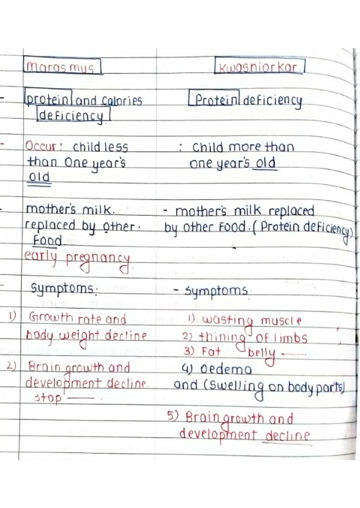 Marasmus
Kwashiorkar
- protein and calories
deficiency
Protein deficiency
- Occur: child less
than One year's
old
: Child more than
one year's old
- mother's milk.
replaced by other.
Food
early pregnancy
- mother's milk replaced
by other food. (Protein deficiency)
- Symptoms:
1) Growth rate and
body weight decline
2) Brain growth and
development decline
stop
- Symptoms
1) wasting muscle
2) thining of limbs
3) Fat belly
4) oedema
and (Swelling on body parts)
5) Brain growth and
development decline